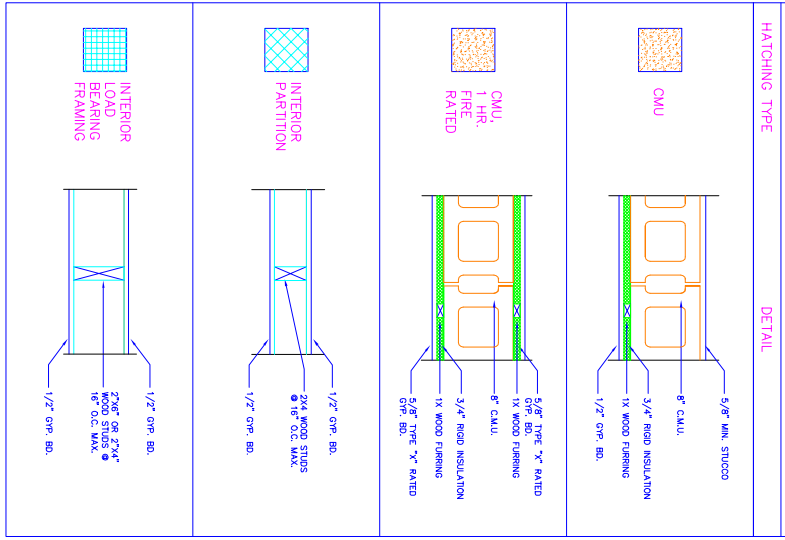 HATCHING TYPE
DETAIL
CMU
5/8" MIN. STUCCO
8" C.M.U.
3/4" RIGID INSULATION
1X WOOD FURRING
1/2" GYP. BD.
CMU,
1 HR.
FIRE
RATED
5/8" TYPE "X" RATED
GYP. BD.
1X WOOD FURRING
8" C.M.U.
3/4" RIGID INSULATION
1X WOOD FURRING
5/8" TYPE "X" RATED
GYP. BD.
INTERIOR
PARTITION
2X4 WOOD STUDS
@ 16" O.C. MAX.
1/2" GYP. BD.
INTERIOR
LOAD
BEARING
FRAMING
1/2" GYP. BD.
2"X6" OR 2"X4"
WOOD STUDS @
16" O.C. MAX.
1/2" GYP. BD.